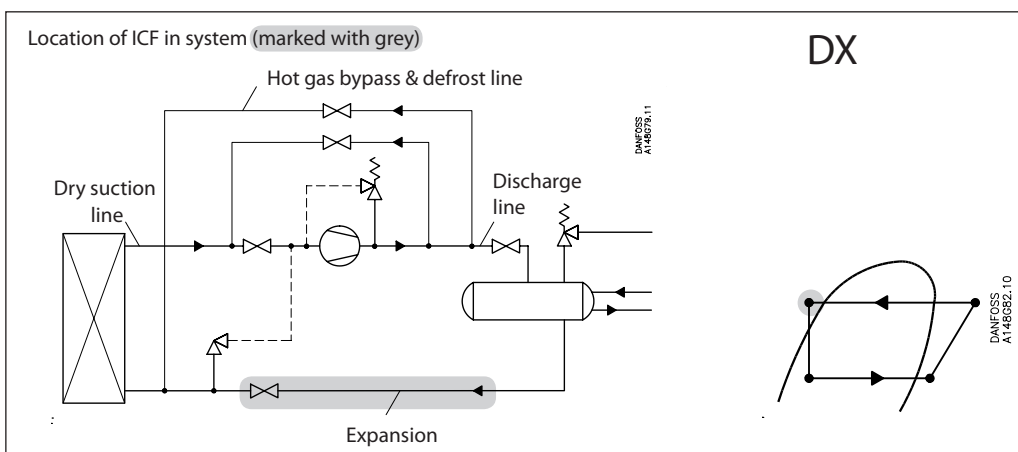 Location of ICF in system (marked with grey)
DX
Hot gas bypass & defrost line
DANFOSS
A148G79.11
Dry suction
line
Discharge
line
DANFOSS
A148G82.10
Expansion